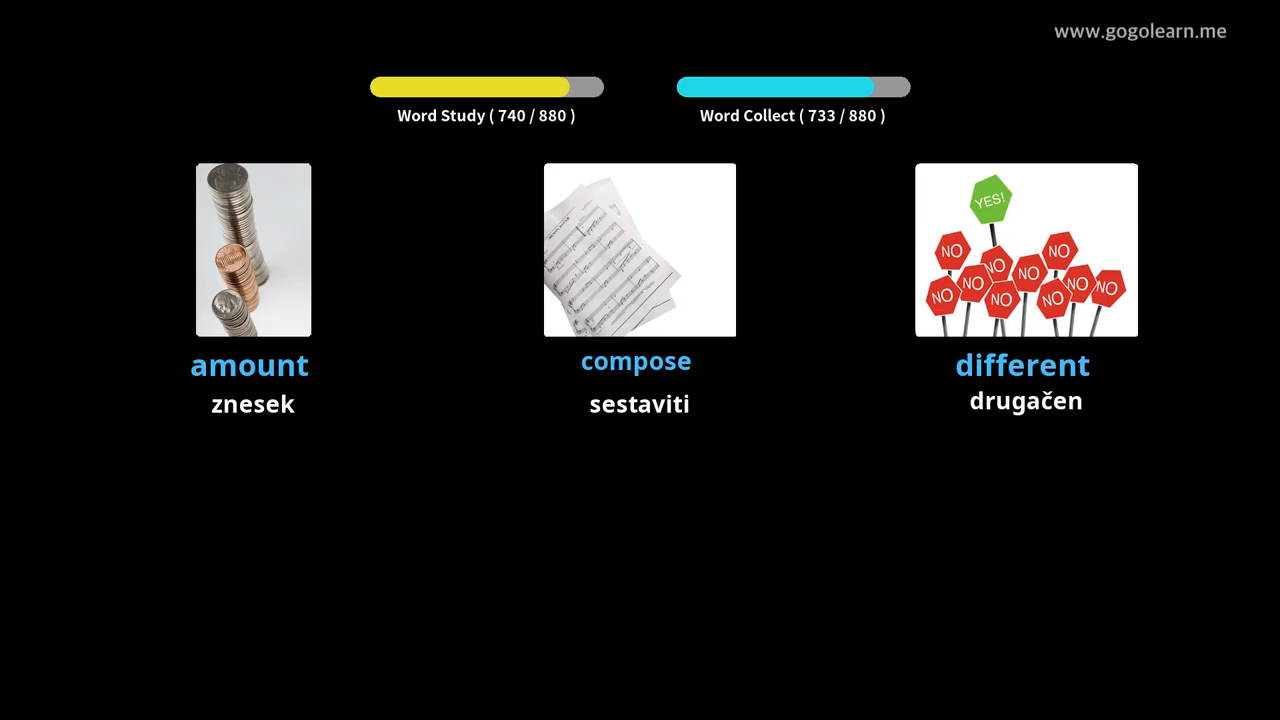 www.gogolearn.me
Word Study ( 740 / 880 )
Word Collect ( 733 / 880 )
YES!
NO
NO
NO
NO
NO
NO
NO
NO
NO
NO
amount
compose
different
znesek
sestaviti
drugačen